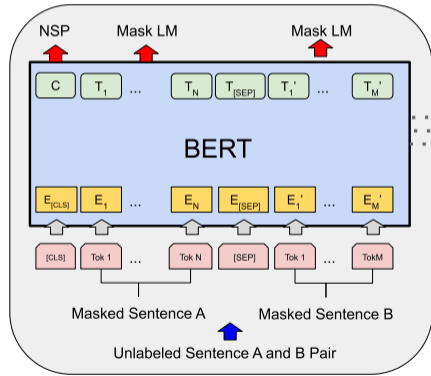 NSP Mask LM Mask LM
C T1 ... TN T[SEP] T1' ... TM'
BERT
E[CLS] E1 ... EN E[SEP] E1' ... EM'
[CLS] Tok 1 ... Tok N [SEP] Tok 1 ... TokM
Masked Sentence A Masked Sentence B
Unlabeled Sentence A and B Pair